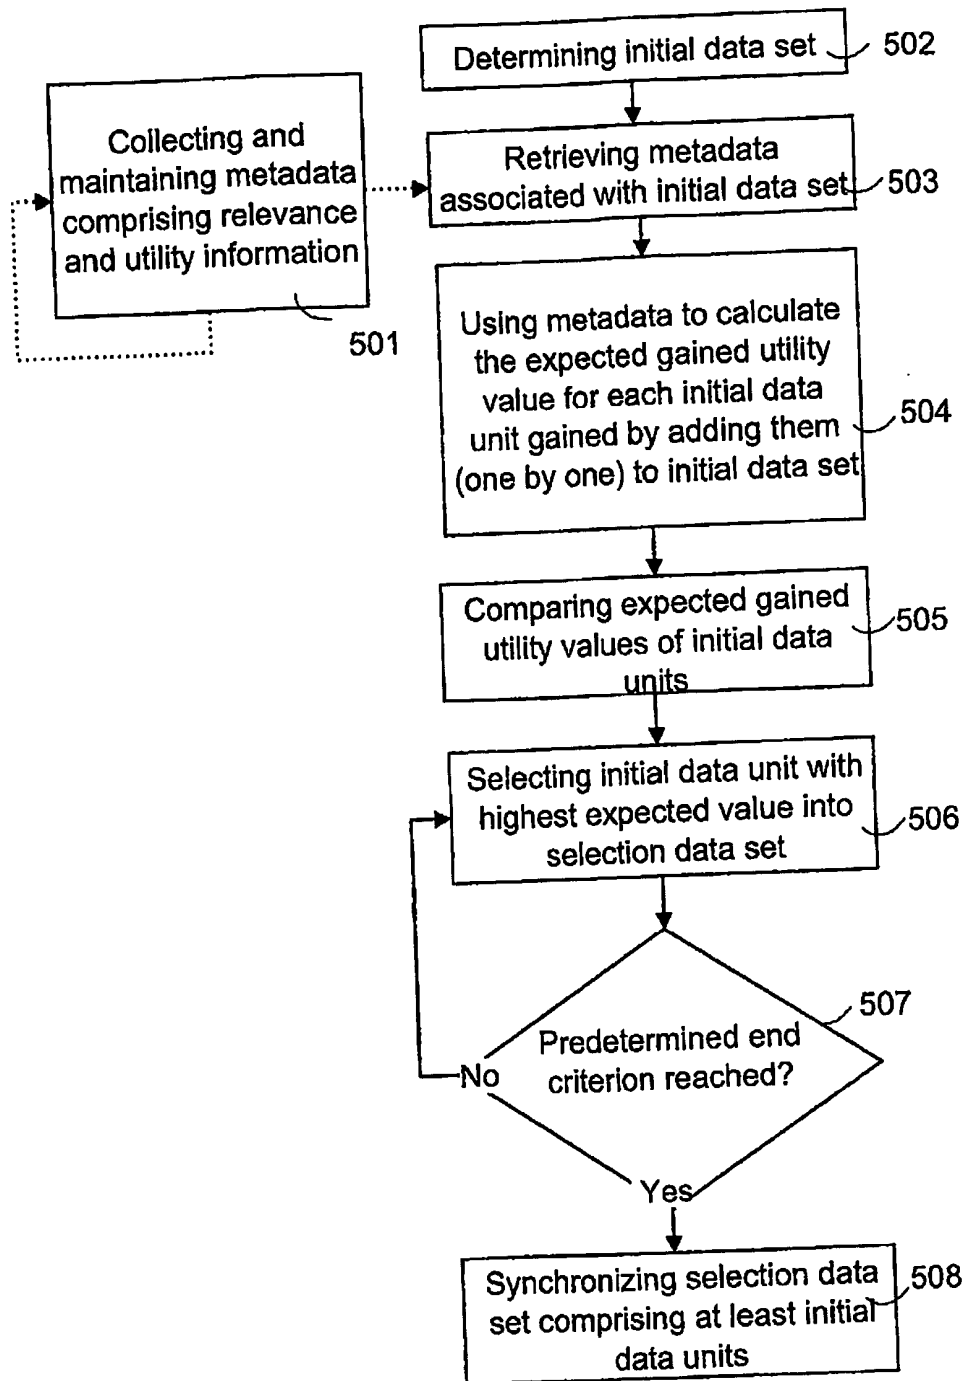 Determining initial data set
502
Collecting and
maintaining metadata
comprising relevance
and utility information
501
Retrieving metadata
associated with initial data set
503
Using metadata to calculate
the expected gained utility
value for each initial data
unit gained by adding them
(one by one) to initial data set
504
Comparing expected gained
utility values of initial data
units
505
Selecting initial data unit with
highest expected value into
selection data set
506
507
Predetermined end
criterion reached?
No
Yes
Synchronizing selection data
set comprising at least initial
data units
508